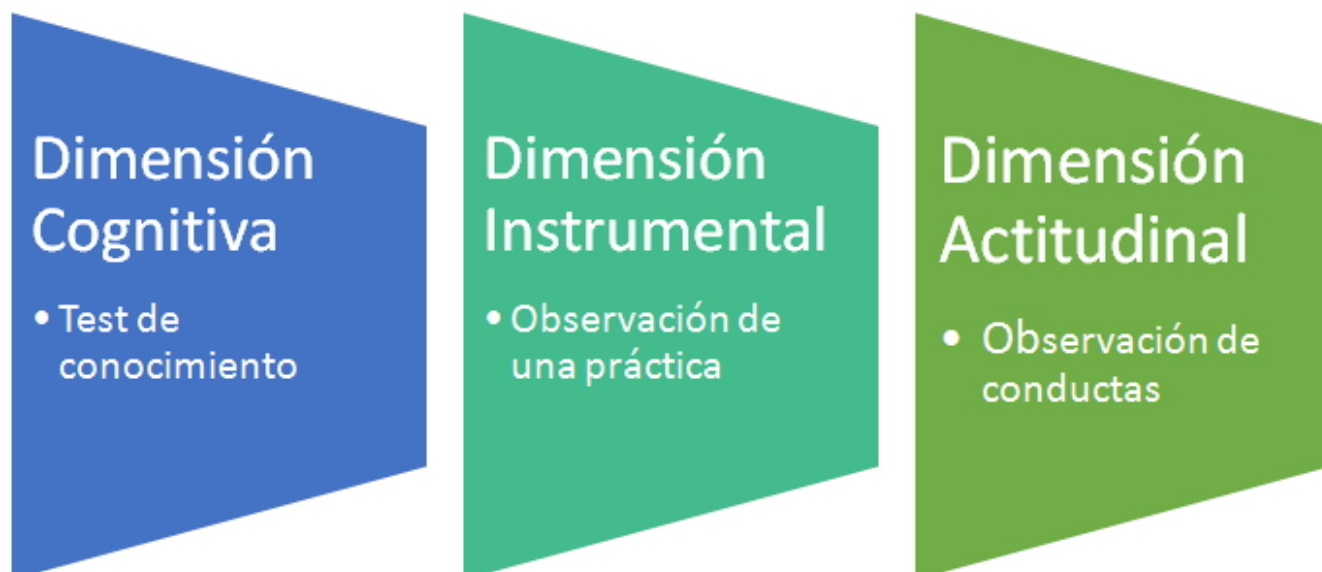 Dimensión
Cognitiva
• Test de
conocimiento
Dimensión
Instrumental
• Observación de
una práctica
Dimensión
Actitudinal
• Observación de
conductas